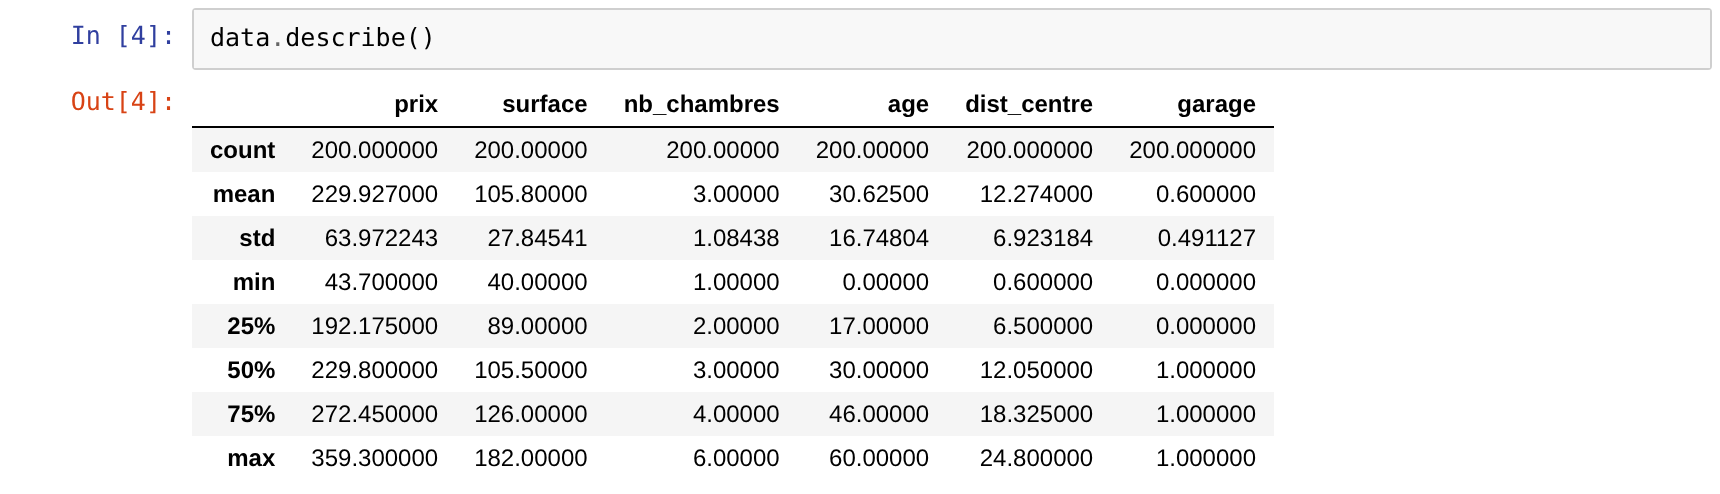 In [4]: data.describe()
Out[4]:
prix surface nb_chambres age dist_centre garage
count 200.000000 200.00000 200.00000 200.00000 200.000000 200.000000
mean 229.927000 105.80000 3.00000 30.62500 12.274000 0.600000
std 63.972243 27.84541 1.08438 16.74804 6.923184 0.491127
min 43.700000 40.00000 1.00000 0.00000 0.600000 0.000000
25% 192.175000 89.00000 2.00000 17.00000 6.500000 0.000000
50% 229.800000 105.50000 3.00000 30.00000 12.050000 1.000000
75% 272.450000 126.00000 4.00000 46.00000 18.325000 1.000000
max 359.300000 182.00000 6.00000 60.00000 24.800000 1.000000